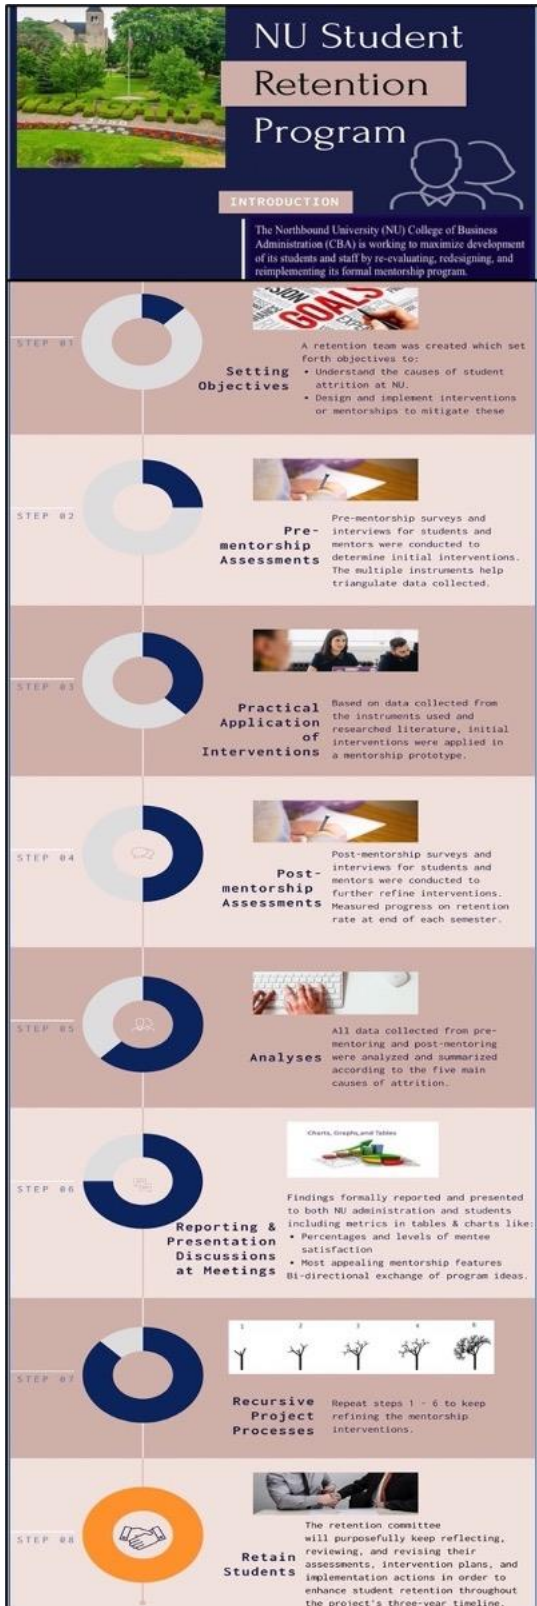 NU Student
Retention
Program
INTRODUCTION
The Northbound University (NU) College of Business
Administration (CBA) is working to maximize development
of its students and staff by re-evaluating, redesigning, and
reimplementing its formal mentorship program.
STEP 01
GOALS
Setting
Objectives
A retention team was created which set
forth objectives to:
• Understand the causes of student
attrition at NU.
• Design and implement interventions
or mentorships to mitigate these
STEP 02
Pre-
mentorship
Assessments
Pre-mentorship surveys and
interviews for students and
mentors were conducted to
determine initial interventions.
The multiple instruments help
triangulate data collected.
STEP 03
Practical
Application
of
Interventions
Based on data collected from
the instruments used and
researched literature, initial
interventions were applied in
a mentorship prototype.
STEP 04
Post-
mentorship
Assessments
Post-mentorship surveys and
interviews for students and
mentors were conducted to
further refine interventions.
Measured progress on retention
rate at end of each semester.
STEP 05
Analyses
All data collected from pre-
mentoring and post-mentoring
were analyzed and summarized
according to the five main
causes of attrition.
STEP 06
Charts, Graphs, and Tables
Reporting &
Presentation
Discussions
at Meetings
Findings formally reported and presented
to both NU administration and students
including metrics in tables & charts like:
• Percentages and levels of mentee
satisfaction
• Most appealing mentorship features
Bi-directional exchange of program ideas.
STEP 07
1 2 3 4 5
Recursive
Project
Processes
Repeat steps 1 - 6 to keep
refining the mentorship
interventions.
STEP 08
Retain
Students
The retention committee
will purposefully keep reflecting,
reviewing, and revising their
assessments, intervention plans, and
implementation actions in order to
enhance student retention throughout
the project's three-year timeline.